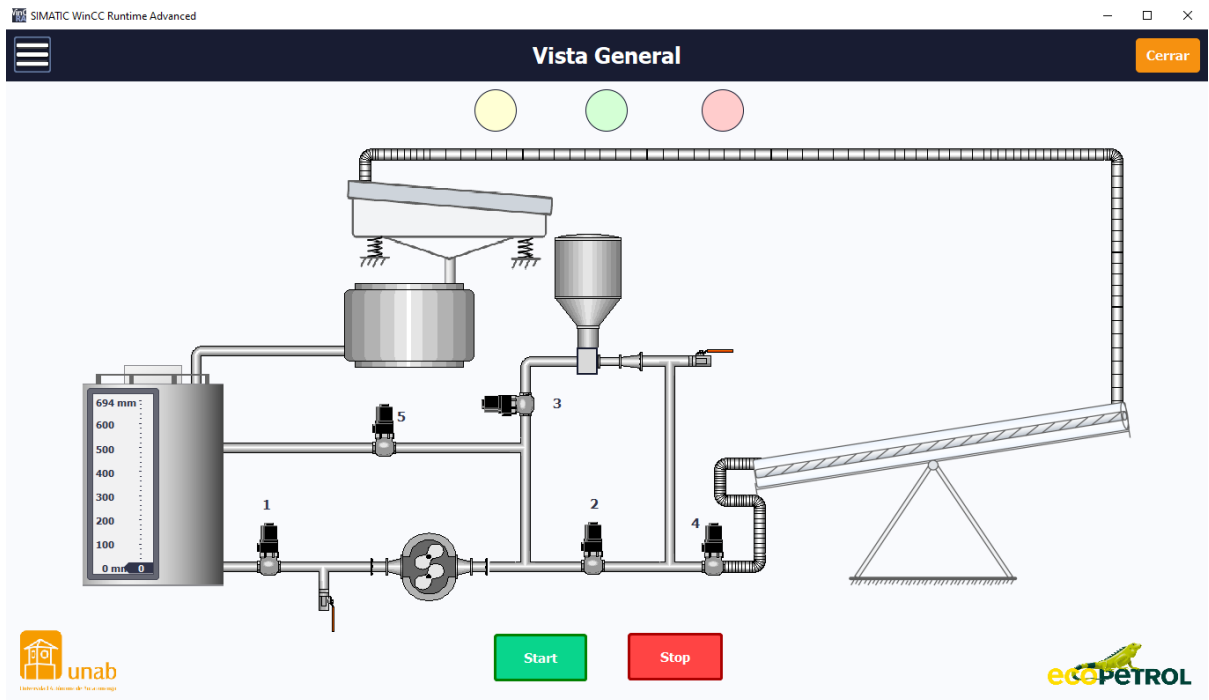 SIMATIC WinCC Runtime Advanced
Vista General
Cerrar
694 mm
600
500
400
300
200
100
0 mm
0
5
3
1
2
4
Start
Stop
unab
ecoPETROL